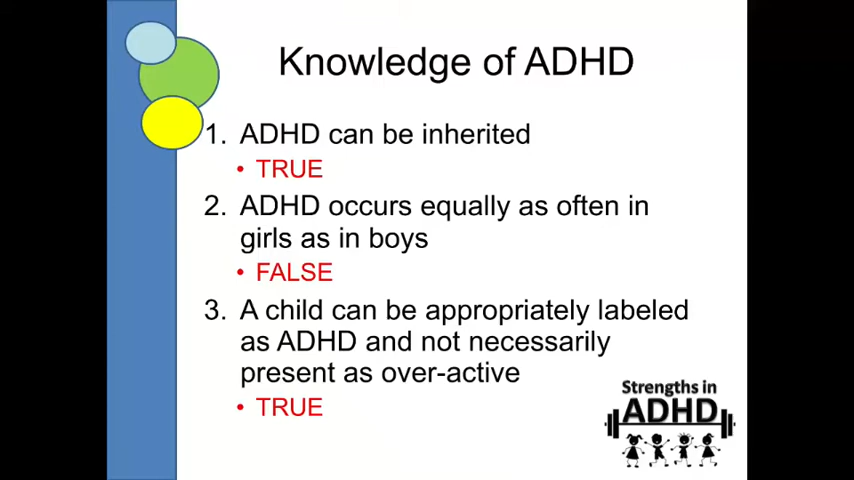 Knowledge of ADHD
1. ADHD can be inherited
• TRUE
2. ADHD occurs equally as often in
girls as in boys
• FALSE
3. A child can be appropriately labeled
as ADHD and not necessarily
present as over-active
• TRUE
Strengths in
ADHD